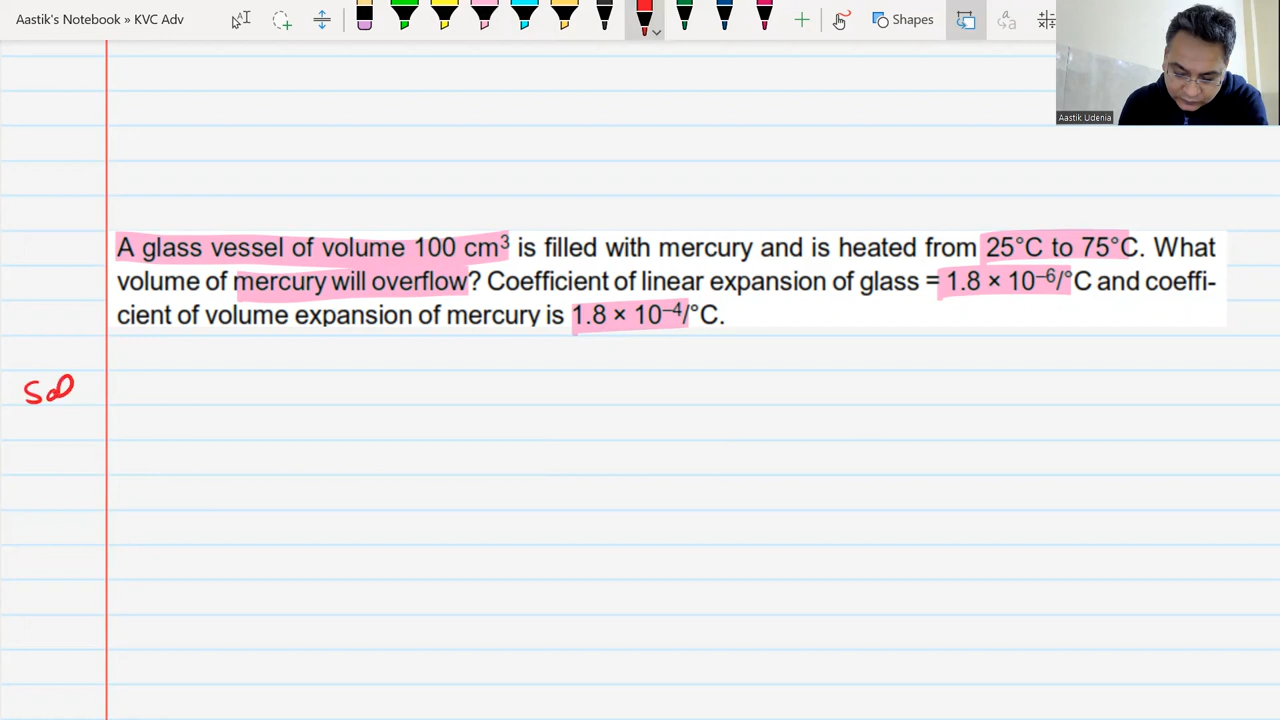 Aastik's Notebook » KVC Adv
Shapes
Aastik Udenia
A glass vessel of volume 100 cm³ is filled with mercury and is heated from 25°C to 75°C. What
volume of mercury will overflow? Coefficient of linear expansion of glass = 1.8 × 10⁻⁶/°C and coeffi-
cient of volume expansion of mercury is 1.8 × 10⁻⁴/°C.
Sol